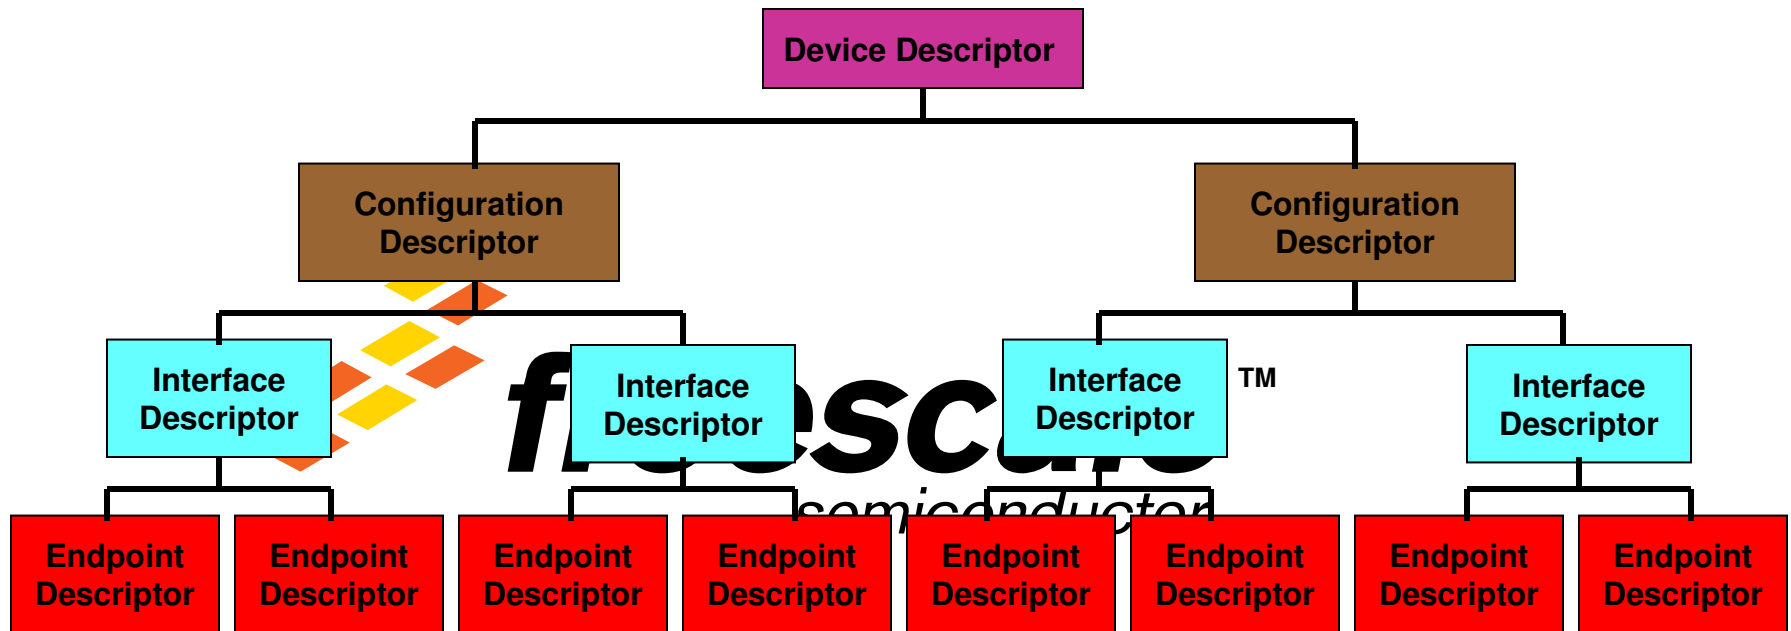 Device Descriptor
Configuration
Descriptor
Configuration
Descriptor
Interface
Descriptor
Interface
Descriptor
Interface
Descriptor
TM
Interface
Descriptor
semiconductor
Endpoint
Descriptor
Endpoint
Descriptor
Endpoint
Descriptor
Endpoint
Descriptor
Endpoint
Descriptor
Endpoint
Descriptor
Endpoint
Descriptor
Endpoint
Descriptor